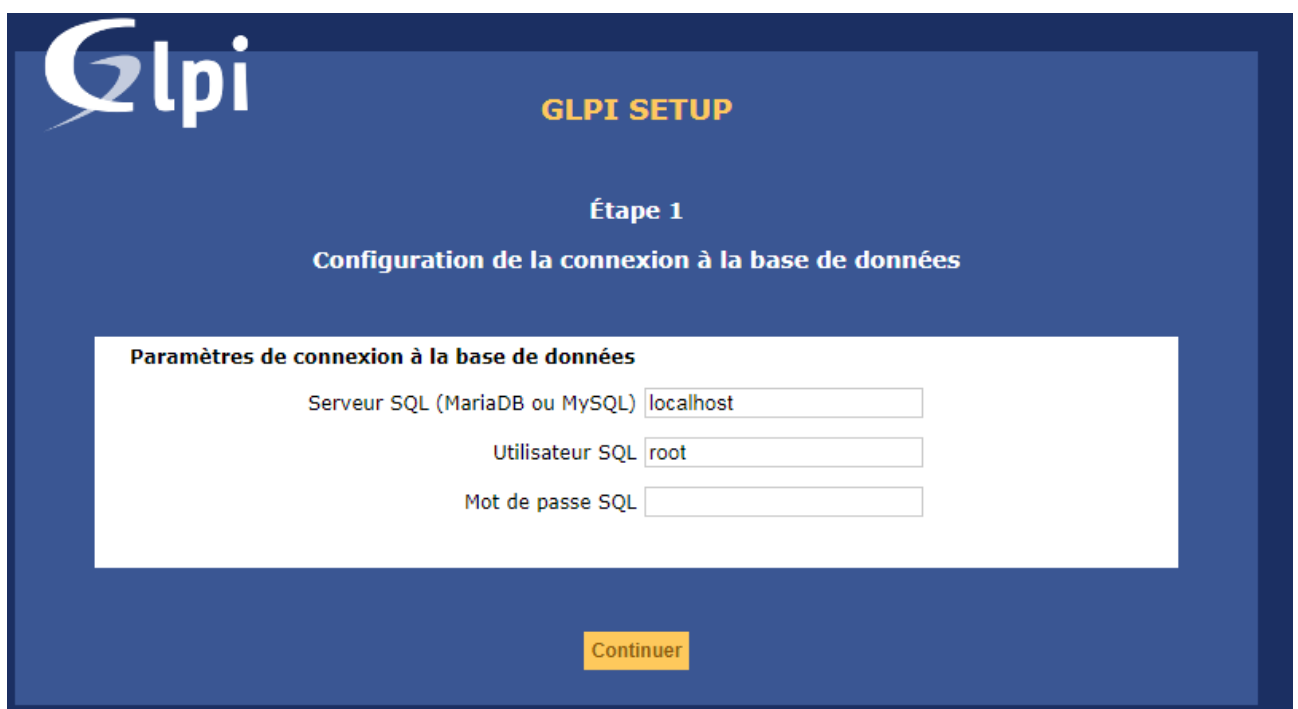 Glpi
GLPI SETUP
Étape 1
Configuration de la connexion à la base de données
Paramètres de connexion à la base de données
Serveur SQL (MariaDB ou MySQL) localhost
Utilisateur SQL root
Mot de passe SQL
Continuer